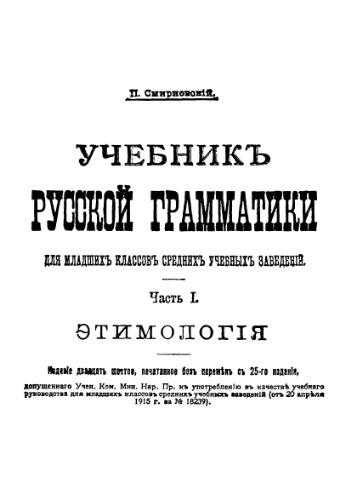 П. Смирновскій.
УЧЕБНИКЪ
РУССКОЙ ГРАММАТИКИ
ДЛЯ МЛАДШИХЪ КЛАССОВЪ СРЕДНИХЪ УЧЕБНЫХЪ ЗАВЕДЕНІЙ.
Часть I.
ЭТИМОЛОГІЯ
Изданіе двадцать шестое, печатанное безъ перемѣнъ съ 25-го изданія,
допущеннаго Учен. Ком. Мин. Нар. Пр. къ употребленію въ качествѣ учебнаго
руководства для младшихъ классовъ среднихъ учебныхъ заведеній (отъ 20 апрѣля
1915 г. за № 18239).